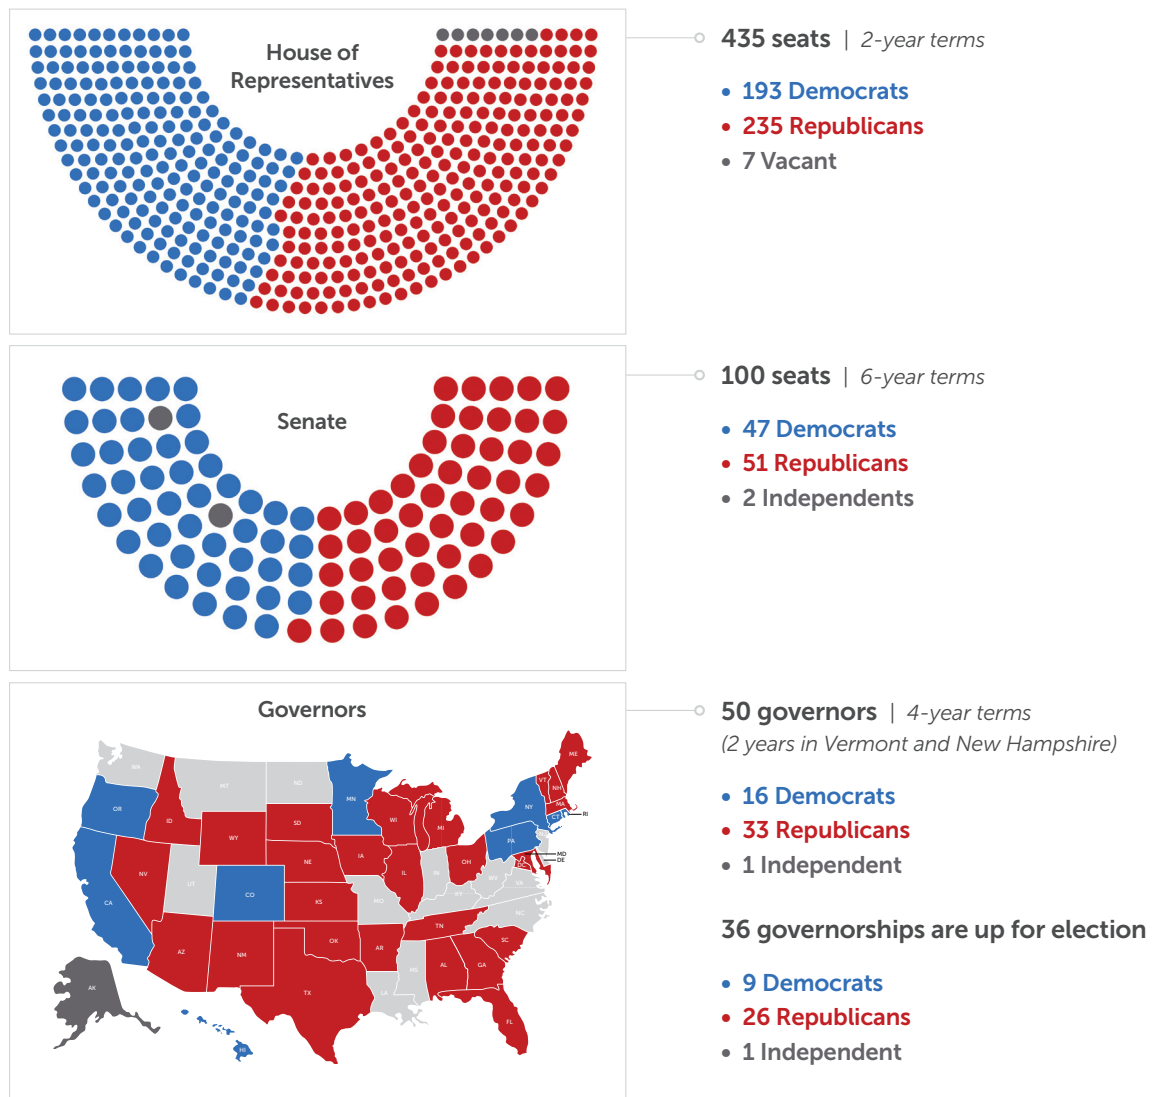 House of
Representatives
435 seats | 2-year terms
• 193 Democrats
• 235 Republicans
• 7 Vacant
Senate
100 seats | 6-year terms
• 47 Democrats
• 51 Republicans
• 2 Independents
Governors
50 governors | 4-year terms
(2 years in Vermont and New Hampshire)
• 16 Democrats
• 33 Republicans
• 1 Independent
36 governorships are up for election
• 9 Democrats
• 26 Republicans
• 1 Independent
WA
MT
ND
MN
ME
VT
NH
OR
ID
SD
WI
MI
NY
MA
CT
RI
WY
IA
PA
NE
OH
MD
DE
DC
NV
UT
CO
IL
IN
WV
VA
CA
KS
MO
KY
NC
AZ
NM
OK
AR
TN
SC
MS
AL
GA
AK
TX
LA
FL
HI